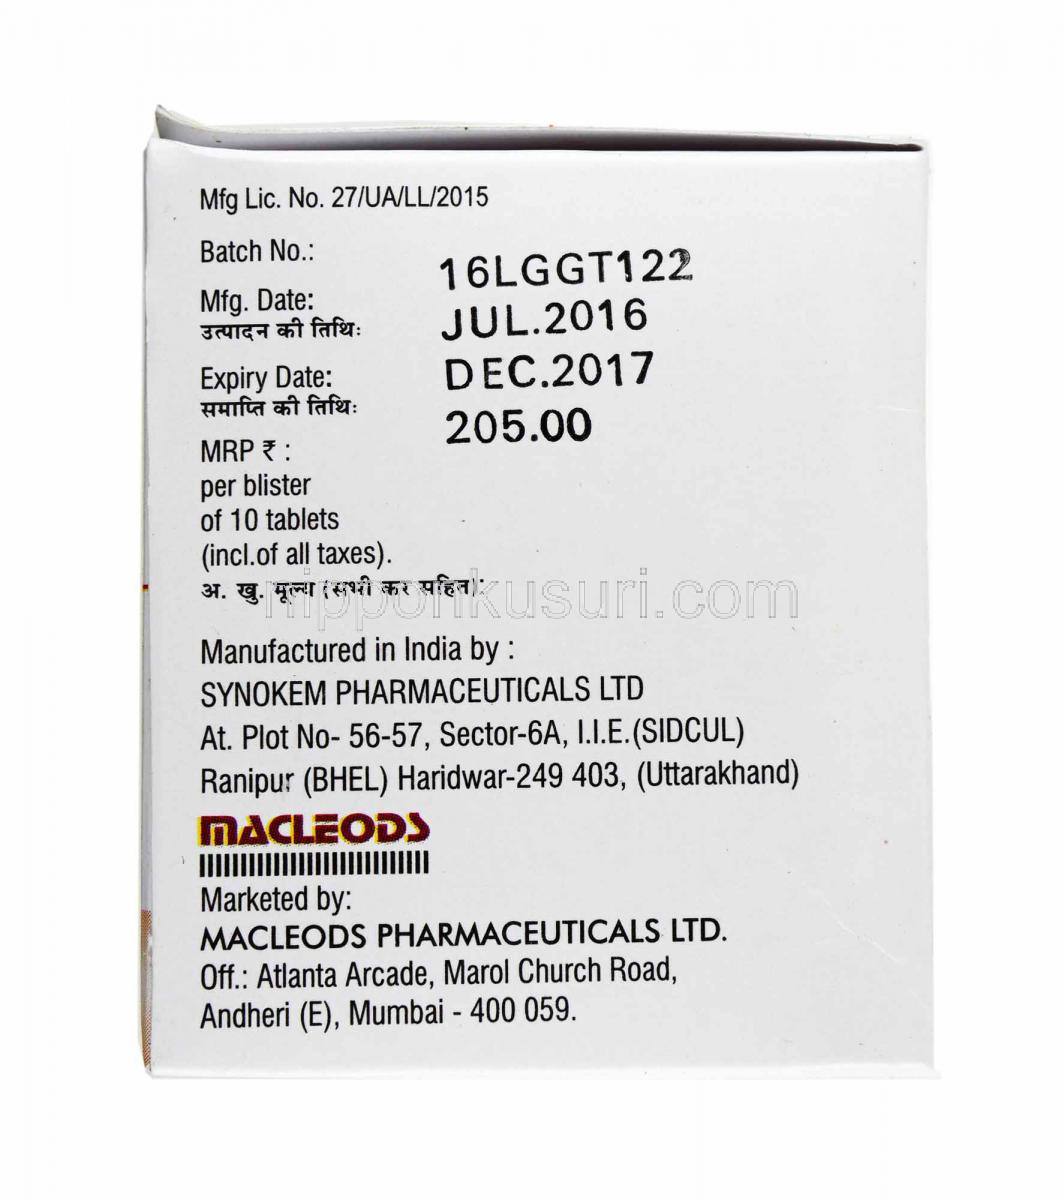 Mfg Lic. No. 27/UA/LL/2015
Batch No.: 16LGGT122
Mfg. Date: JUL.2016
उत्पादन की तिथिः
Expiry Date: DEC.2017
समाप्ति की तिथिः
MRP ₹ : 205.00
per blister
of 10 tablets
(incl.of all taxes).
अ. खु. मूल्य (सभी कर सहित):
nipponkusuri.com
Manufactured in India by :
SYNOKEM PHARMACEUTICALS LTD
At. Plot No- 56-57, Sector-6A, I.I.E.(SIDCUL)
Ranipur (BHEL) Haridwar-249 403, (Uttarakhand)
MACLEODS
Marketed by:
MACLEODS PHARMACEUTICALS LTD.
Off.: Atlanta Arcade, Marol Church Road,
Andheri (E), Mumbai - 400 059.